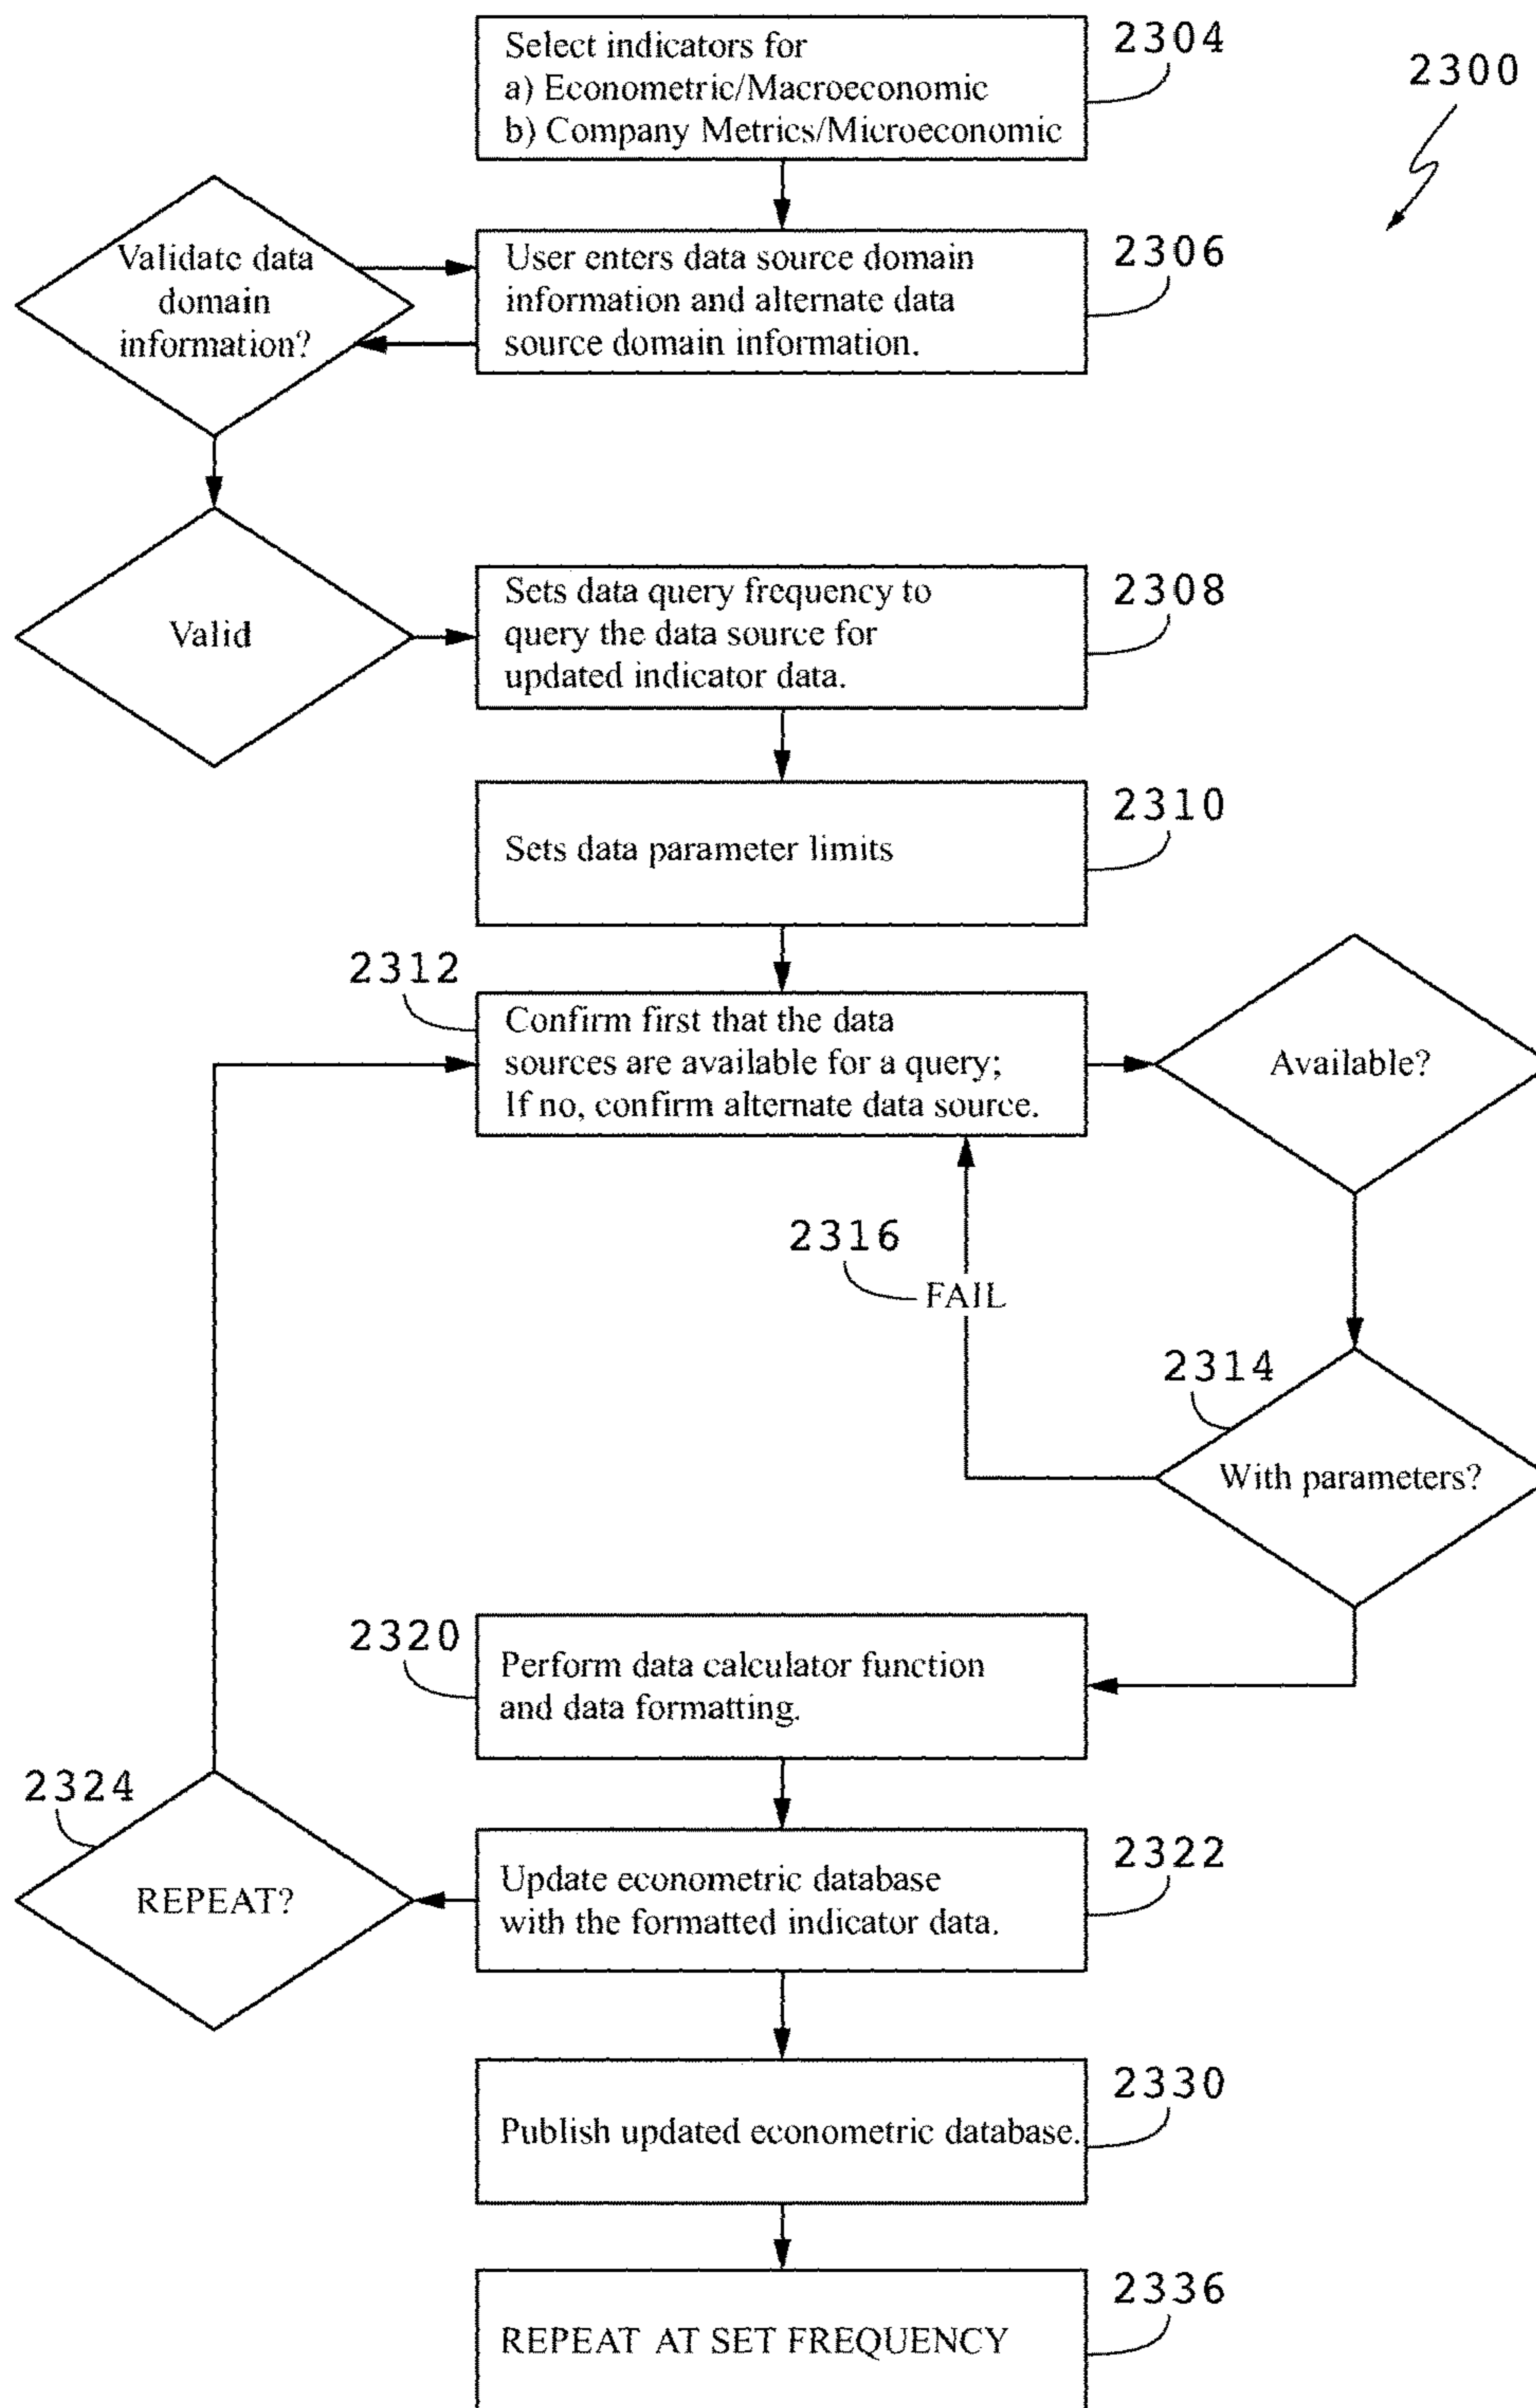 2300
Select indicators for
a) Econometric/Macroeconomic
b) Company Metrics/Microeconomic
2304
Validate data
domain
information?
User enters data source domain
information and alternate data
source domain information.
2306
Valid
Sets data query frequency to
query the data source for
updated indicator data.
2308
Sets data parameter limits
2310
2312
Confirm first that the data
sources are available for a query;
If no, confirm alternate data source.
Available?
2316
FAIL
2314
With parameters?
2320
Perform data calculator function
and data formatting.
2324
REPEAT?
Update econometric database
with the formatted indicator data.
2322
Publish updated econometric database.
2330
REPEAT AT SET FREQUENCY
2336